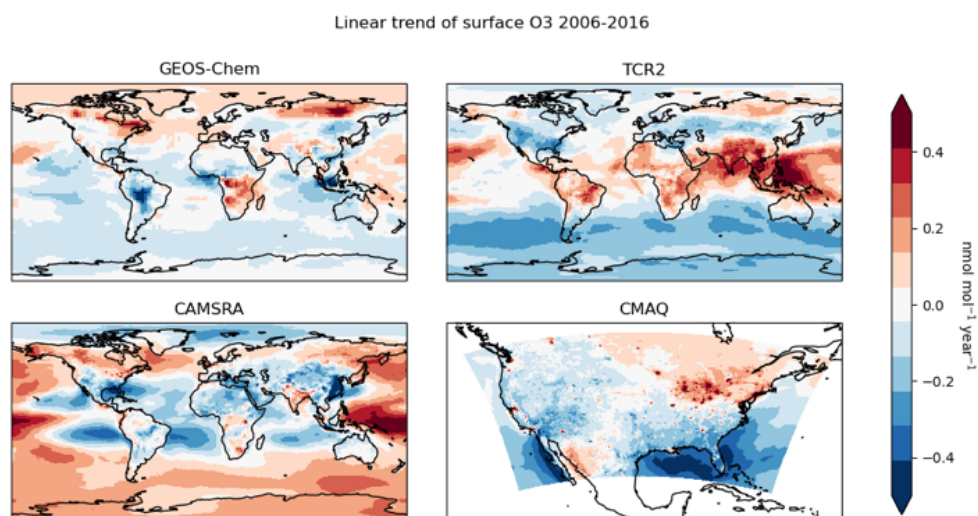 Linear trend of surface O3 2006-2016
GEOS-Chem
TCR2
CAMSRA
CMAQ
0.4
0.2
0.0
−0.2
−0.4
nmol mol⁻¹ year⁻¹